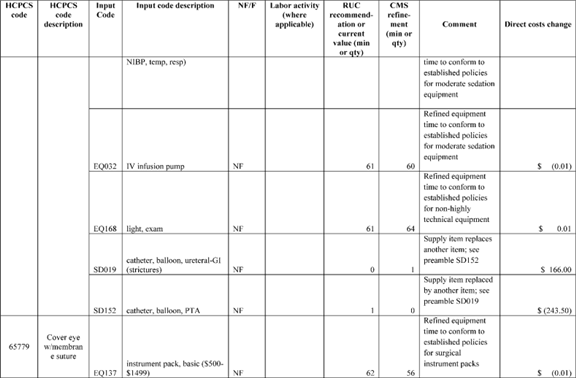 HCPCS code
HCPCS code description
Input Code
Input code description
NF/F
Labor activity (where applicable)
RUC recommend-ation or current value (min or qty)
CMS refine-ment (min or qty)
Comment
Direct costs change
NIBP, temp, resp)
time to conform to
established policies
for moderate sedation
equipment
EQ032 IV infusion pump NF 61 60
Refined equipment
time to conform to
established policies
for moderate sedation
equipment
$ (0.01)
EQ168 light, exam NF 61 64
Refined equipment
time to conform to
established policies
for non-highly
technical equipment
$ 0.01
SD019
catheter, balloon, ureteral-GI
(strictures)
NF 0 1
Supply item replaces
another item; see
preamble SD152
$ 166.00
SD152 catheter, balloon, PTA NF 1 0
Supply item replaced
by another item; see
preamble SD019
$ (243.50)
65779
Cover eye
w/membran
e suture
EQ137
instrument pack, basic ($500-
$1499)
NF 62 56
Refined equipment
time to conform to
established policies
for surgical
instrument packs
$ (0.01)